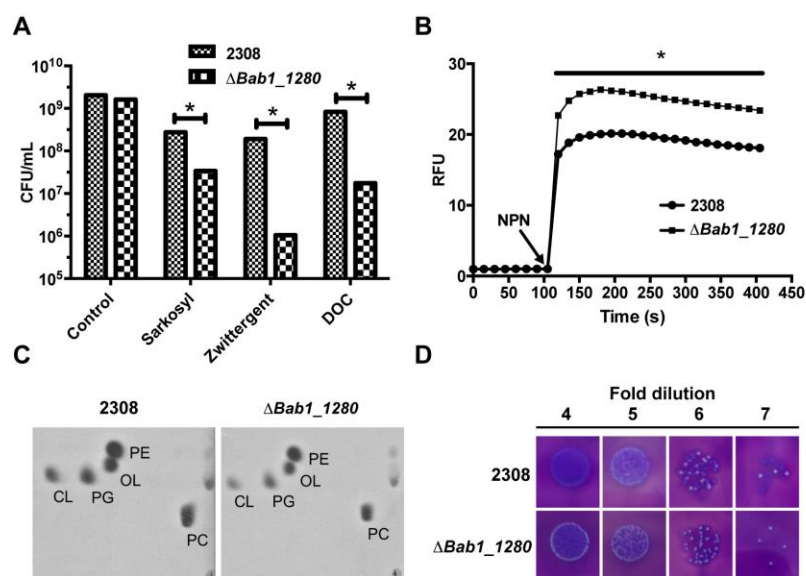 A
2308
ΔBab1_1280
CFU/mL
10^10
10^9
10^8
10^7
10^6
10^5
*
*
*
Control
Sarkosyl
Zwittergent
DOC
B
*
RFU
30
20
10
0
NPN
2308
ΔBab1_1280
0 50 100 150 200 250 300 350 400 450
Time (s)
C
2308 ΔBab1_1280
PE
OL
CL
PG
PC
PE
OL
CL
PG
PC
D
Fold dilution
4 5 6 7
2308
ΔBab1_1280